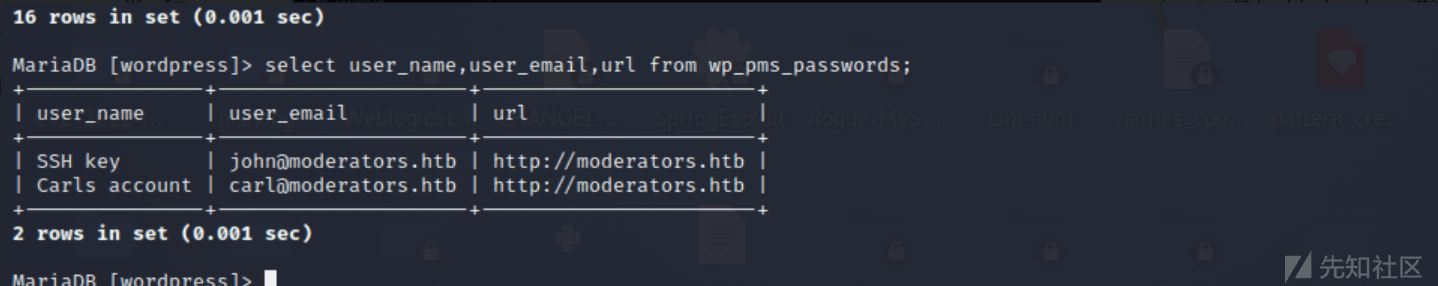 16 rows in set (0.001 sec)
MariaDB [wordpress]> select user_name,user_email,url from wp_pms_passwords;
+---------------+---------------------+-----------------------+
| user_name | user_email | url |
WeblogicSc... ANGEL... SpringExploit Rogue-MyS... LinEnum names_coo... pattern_cre...
+---------------+---------------------+-----------------------+
| SSH key | john@moderators.htb | http://moderators.htb |
| Carls account | carl@moderators.htb | http://moderators.htb |
+---------------+---------------------+-----------------------+
2 rows in set (0.001 sec)
MariaDB [wordpress]>
先知社区